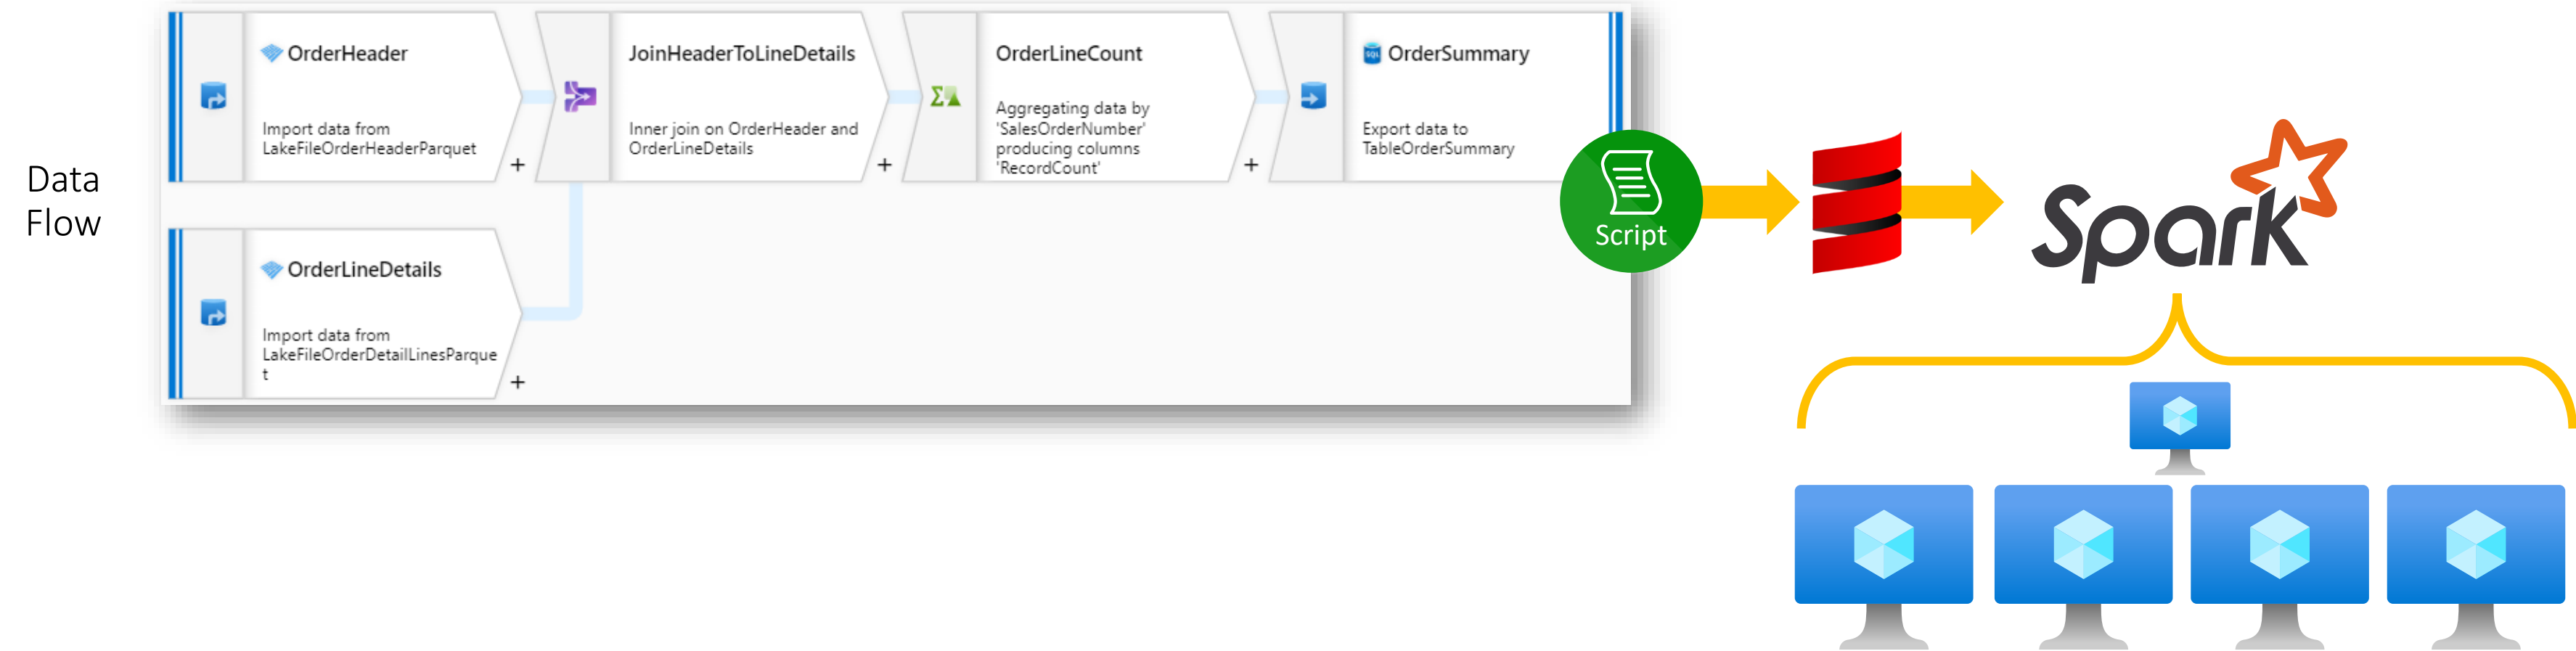 Data
Flow
OrderHeader
Import data from
LakeFileOrderHeaderParquet
+
JoinHeaderToLineDetails
Inner join on OrderHeader and
OrderLineDetails
+
OrderLineCount
Aggregating data by
'SalesOrderNumber'
producing columns
'RecordCount'
+
SQL
OrderSummary
Export data to
TableOrderSummary
OrderLineDetails
Import data from
LakeFileOrderDetailLinesParque
t
+
Script
Spark